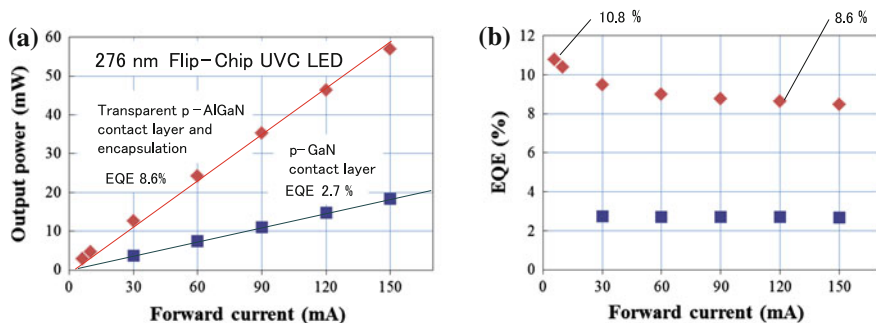 (a)
60
50
40
30
20
10
0
Output power (mW)
276 nm Flip-Chip UVC LED
Transparent p-AlGaN
contact layer and
encapsulation
EQE 8.6%
p-GaN
contact layer
EQE 2.7 %
0 30 60 90 120 150
Forward current (mA)
(b)
12
10
8
6
4
2
0
EQE (%)
10.8 %
8.6 %
0 30 60 90 120 150
Forward current (mA)